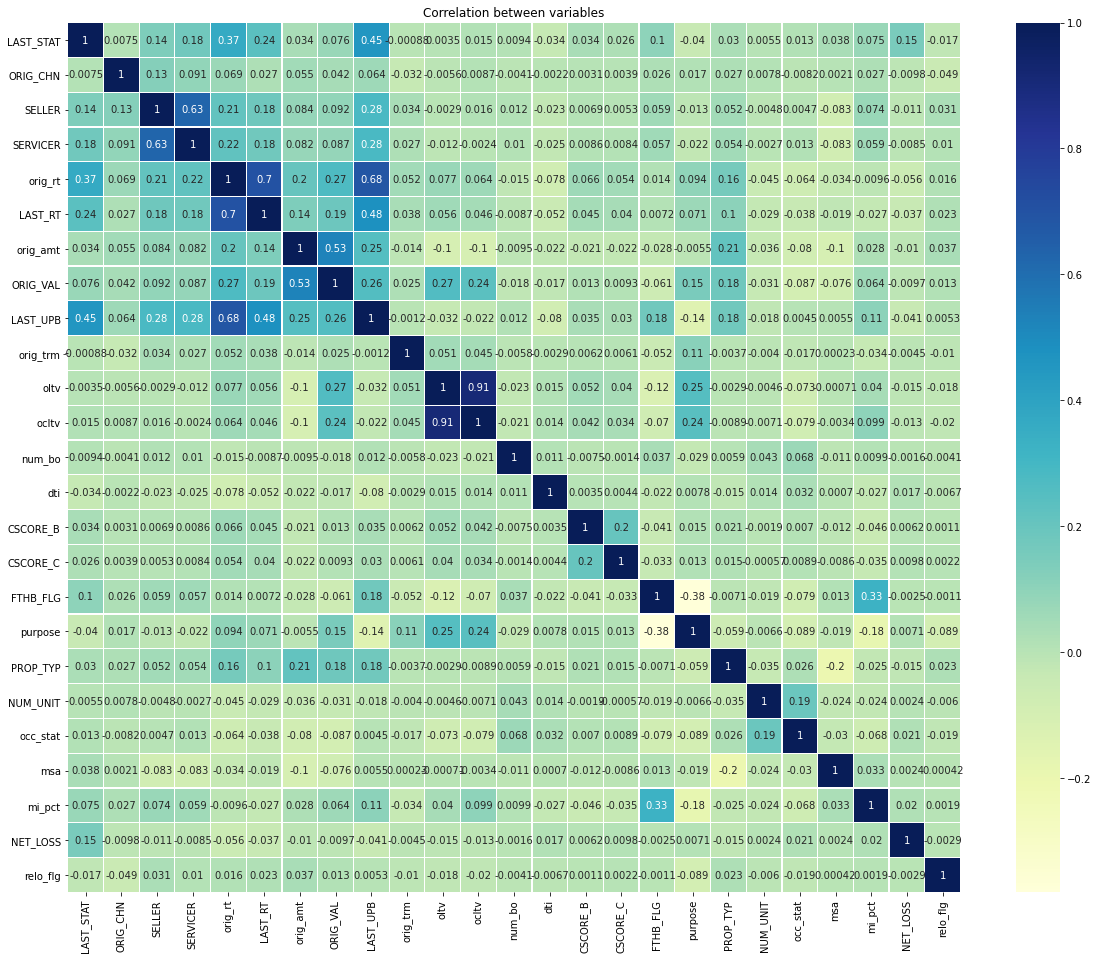 Correlation between variables
LAST_STAT 1 0.0075 0.14 0.18 0.37 0.24 0.034 0.076 0.45 -0.00088 0.0035 0.015 0.0094 -0.034 0.034 0.026 0.1 -0.04 0.03 0.0055 0.013 0.038 0.075 0.15 -0.017
ORIG_CHN -0.0075 1 0.13 0.091 0.069 0.027 0.055 0.042 0.064 -0.032 -0.0056 0.0087 -0.0041 -0.0022 0.0031 0.0039 0.026 0.017 0.027 0.0078 -0.0082 0.0021 0.027 -0.0098 -0.049
SELLER 0.14 0.13 1 0.63 0.21 0.18 0.084 0.092 0.28 0.034 -0.0029 0.016 0.012 -0.023 0.0069 0.0053 0.059 -0.013 0.052 -0.0048 0.0047 -0.083 0.074 -0.011 0.031
SERVICER 0.18 0.091 0.63 1 0.22 0.18 0.082 0.087 0.28 0.027 -0.012 -0.0024 0.01 -0.025 0.0086 0.0084 0.057 -0.022 0.054 -0.0027 0.013 -0.083 0.059 -0.0085 0.01
orig_rt 0.37 0.069 0.21 0.22 1 0.7 0.2 0.27 0.68 0.052 0.077 0.064 -0.015 -0.078 0.066 0.054 0.014 0.094 0.16 -0.045 -0.064 -0.034 -0.0096 -0.056 0.016
LAST_RT 0.24 0.027 0.18 0.18 0.7 1 0.14 0.19 0.48 0.038 0.056 0.046 -0.0087 -0.052 0.045 0.04 0.0072 0.071 0.1 -0.029 -0.038 -0.019 -0.027 -0.037 0.023
orig_amt 0.034 0.055 0.084 0.082 0.2 0.14 1 0.53 0.25 -0.014 -0.1 -0.1 -0.0095 -0.022 -0.021 -0.022 -0.028 -0.0055 0.21 -0.036 -0.08 -0.1 0.028 -0.01 0.037
ORIG_VAL 0.076 0.042 0.092 0.087 0.27 0.19 0.53 1 0.26 0.025 0.27 0.24 -0.018 -0.017 0.013 0.0093 -0.061 0.15 0.18 -0.031 -0.087 -0.076 0.064 -0.0097 0.013
LAST_UPB 0.45 0.064 0.28 0.28 0.68 0.48 0.25 0.26 1 -0.0012 -0.032 -0.022 0.012 -0.08 0.035 0.03 0.18 -0.14 0.18 -0.018 0.0045 0.0055 0.11 -0.041 0.0053
orig_trm -0.00088 -0.032 0.034 0.027 0.052 0.038 -0.014 0.025 -0.0012 1 0.051 0.045 -0.0058 -0.0029 0.0062 0.0061 -0.052 0.11 -0.0037 -0.004 -0.017 0.00023 -0.034 -0.0045 -0.01
oltv -0.0035 -0.0056 -0.0029 -0.012 0.077 0.056 -0.1 0.27 -0.032 0.051 1 0.91 -0.023 0.015 0.052 0.04 -0.12 0.25 -0.0029 -0.0046 -0.073 -0.00071 0.04 -0.015 -0.018
ocltv 0.015 0.0087 0.016 -0.0024 0.064 0.046 -0.1 0.24 -0.022 0.045 0.91 1 -0.021 0.014 0.042 0.034 -0.07 0.24 -0.0089 -0.0071 -0.079 -0.0034 0.099 -0.013 -0.02
num_bo 0.0094 -0.0041 0.012 0.01 -0.015 -0.0087 -0.0095 -0.018 0.012 -0.0058 -0.023 -0.021 1 0.011 -0.0075 -0.0014 0.037 -0.029 0.0059 0.043 0.068 -0.011 0.0099 -0.0016 -0.0041
dti -0.034 -0.0022 -0.023 -0.025 -0.078 -0.052 -0.022 -0.017 -0.08 -0.0029 0.015 0.014 0.011 1 0.0035 0.0044 -0.022 0.0078 -0.015 0.014 0.032 0.0007 -0.027 0.017 -0.0067
CSCORE_B 0.034 0.0031 0.0069 0.0086 0.066 0.045 -0.021 0.013 0.035 0.0062 0.052 0.042 -0.0075 0.0035 1 0.2 -0.041 0.015 0.021 -0.0019 0.007 -0.012 -0.046 0.0062 0.0011
CSCORE_C 0.026 0.0039 0.0053 0.0084 0.054 0.04 -0.022 0.0093 0.03 0.0061 0.04 0.034 -0.0014 0.0044 0.2 1 -0.033 0.013 0.015 -0.00057 0.0089 -0.0086 -0.035 0.0098 0.0022
FTHB_FLG 0.1 0.026 0.059 0.057 0.014 0.0072 -0.028 -0.061 0.18 -0.052 -0.12 -0.07 0.037 -0.022 -0.041 -0.033 1 -0.38 -0.0071 -0.019 -0.079 0.013 0.33 -0.0025 -0.0011
purpose -0.04 0.017 -0.013 -0.022 0.094 0.071 -0.0055 0.15 -0.14 0.11 0.25 0.24 -0.029 0.0078 0.015 0.013 -0.38 1 -0.059 -0.0066 -0.089 -0.019 -0.18 0.0071 -0.089
PROP_TYP 0.03 0.027 0.052 0.054 0.16 0.1 0.21 0.18 0.18 -0.0037 -0.0029 -0.0089 0.0059 -0.015 0.021 0.015 -0.0071 -0.059 1 -0.035 0.026 -0.2 -0.025 -0.015 0.023
NUM_UNIT 0.0055 0.0078 -0.0048 -0.0027 -0.045 -0.029 -0.036 -0.031 -0.018 -0.004 -0.0046 -0.0071 0.043 0.014 -0.0019 -0.00057 -0.019 -0.0066 -0.035 1 0.19 -0.024 -0.024 0.0024 -0.006
occ_stat 0.013 -0.0082 0.0047 0.013 -0.064 -0.038 -0.08 -0.087 0.0045 -0.017 -0.073 -0.079 0.068 0.032 0.007 0.0089 -0.079 -0.089 0.026 0.19 1 -0.03 -0.068 0.021 -0.019
msa 0.038 0.0021 -0.083 -0.083 -0.034 -0.019 -0.1 -0.076 0.0055 0.00023 -0.00071 -0.0034 -0.011 0.0007 -0.012 -0.0086 0.013 -0.019 -0.2 -0.024 -0.03 1 0.033 0.0024 0.00042
mi_pct 0.075 0.027 0.074 0.059 -0.0096 -0.027 0.028 0.064 0.11 -0.034 0.04 0.099 0.0099 -0.027 -0.046 -0.035 0.33 -0.18 -0.025 -0.024 -0.068 0.033 1 0.02 0.0019
NET_LOSS 0.15 -0.0098 -0.011 -0.0085 -0.056 -0.037 -0.01 -0.0097 -0.041 -0.0045 -0.015 -0.013 -0.0016 0.017 0.0062 0.0098 -0.0025 0.0071 -0.015 0.0024 0.021 0.0024 0.02 1 -0.0029
relo_flg -0.017 -0.049 0.031 0.01 0.016 0.023 0.037 0.013 0.0053 -0.01 -0.018 -0.02 -0.0041 -0.0067 0.0011 0.0022 -0.0011 -0.089 0.023 -0.006 -0.019 0.00042 0.0019 -0.0029 1
LAST_STAT ORIG_CHN SELLER SERVICER orig_rt LAST_RT orig_amt ORIG_VAL LAST_UPB orig_trm oltv ocltv num_bo dti CSCORE_B CSCORE_C FTHB_FLG purpose PROP_TYP NUM_UNIT occ_stat msa mi_pct NET_LOSS relo_flg
1.0
0.8
0.6
0.4
0.2
0.0
−0.2